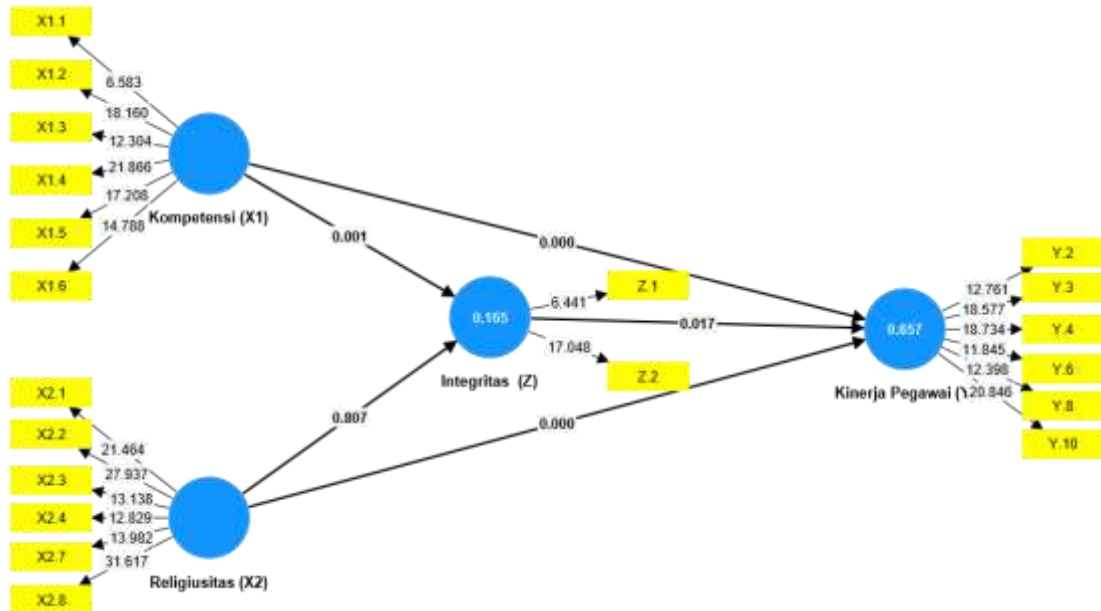 X1.1
X1.2
X1.3
X1.4
X1.5
X1.6
6.583
18.160
12.304
21.866
17.208
14.788
Kompetensi (X1)
0.001
0.000
0.165
Integritas (Z)
6.441
17.048
Z.1
Z.2
0.017
0.807
0.000
0.657
Kinerja Pegawai (Y
12.761
18.577
18.734
11.845
12.398
20.846
Y.2
Y.3
Y.4
Y.6
Y.8
Y.10
X2.1
X2.2
X2.3
X2.4
X2.7
X2.8
21.464
27.937
13.138
12.829
13.982
31.617
Religiusitas (X2)